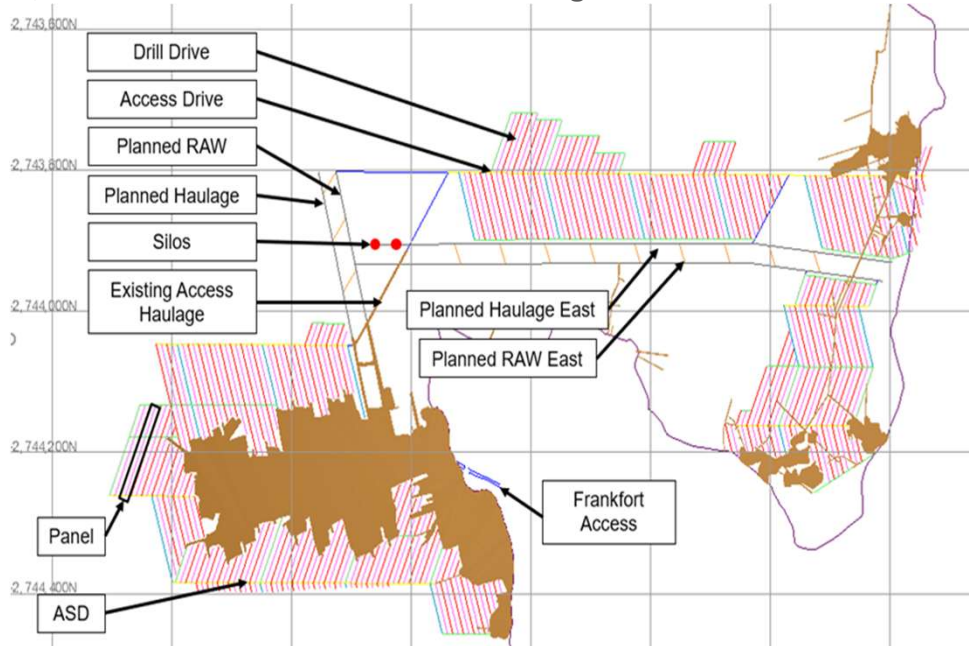 -2,743,600N
Drill Drive
Access Drive
Planned RAW
-2,743,800N
Planned Haulage
Silos
Existing Access
Haulage
-2,744,000N
Planned Haulage East
Planned RAW East
-2,744,200N
Frankfort
Access
Panel
-2,744,400N
ASD